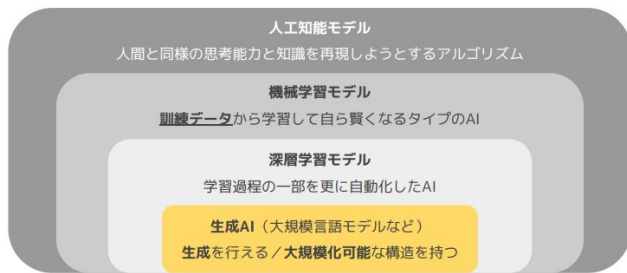 人工知能モデル
人間と同様の思考能力と知識を再現しようとするアルゴリズム
機械学習モデル
訓練データから学習して自ら賢くなるタイプのAI
深層学習モデル
学習過程の一部を更に自動化したAI
生成AI（大規模言語モデルなど）
生成を行える／大規模化可能な構造を持つ